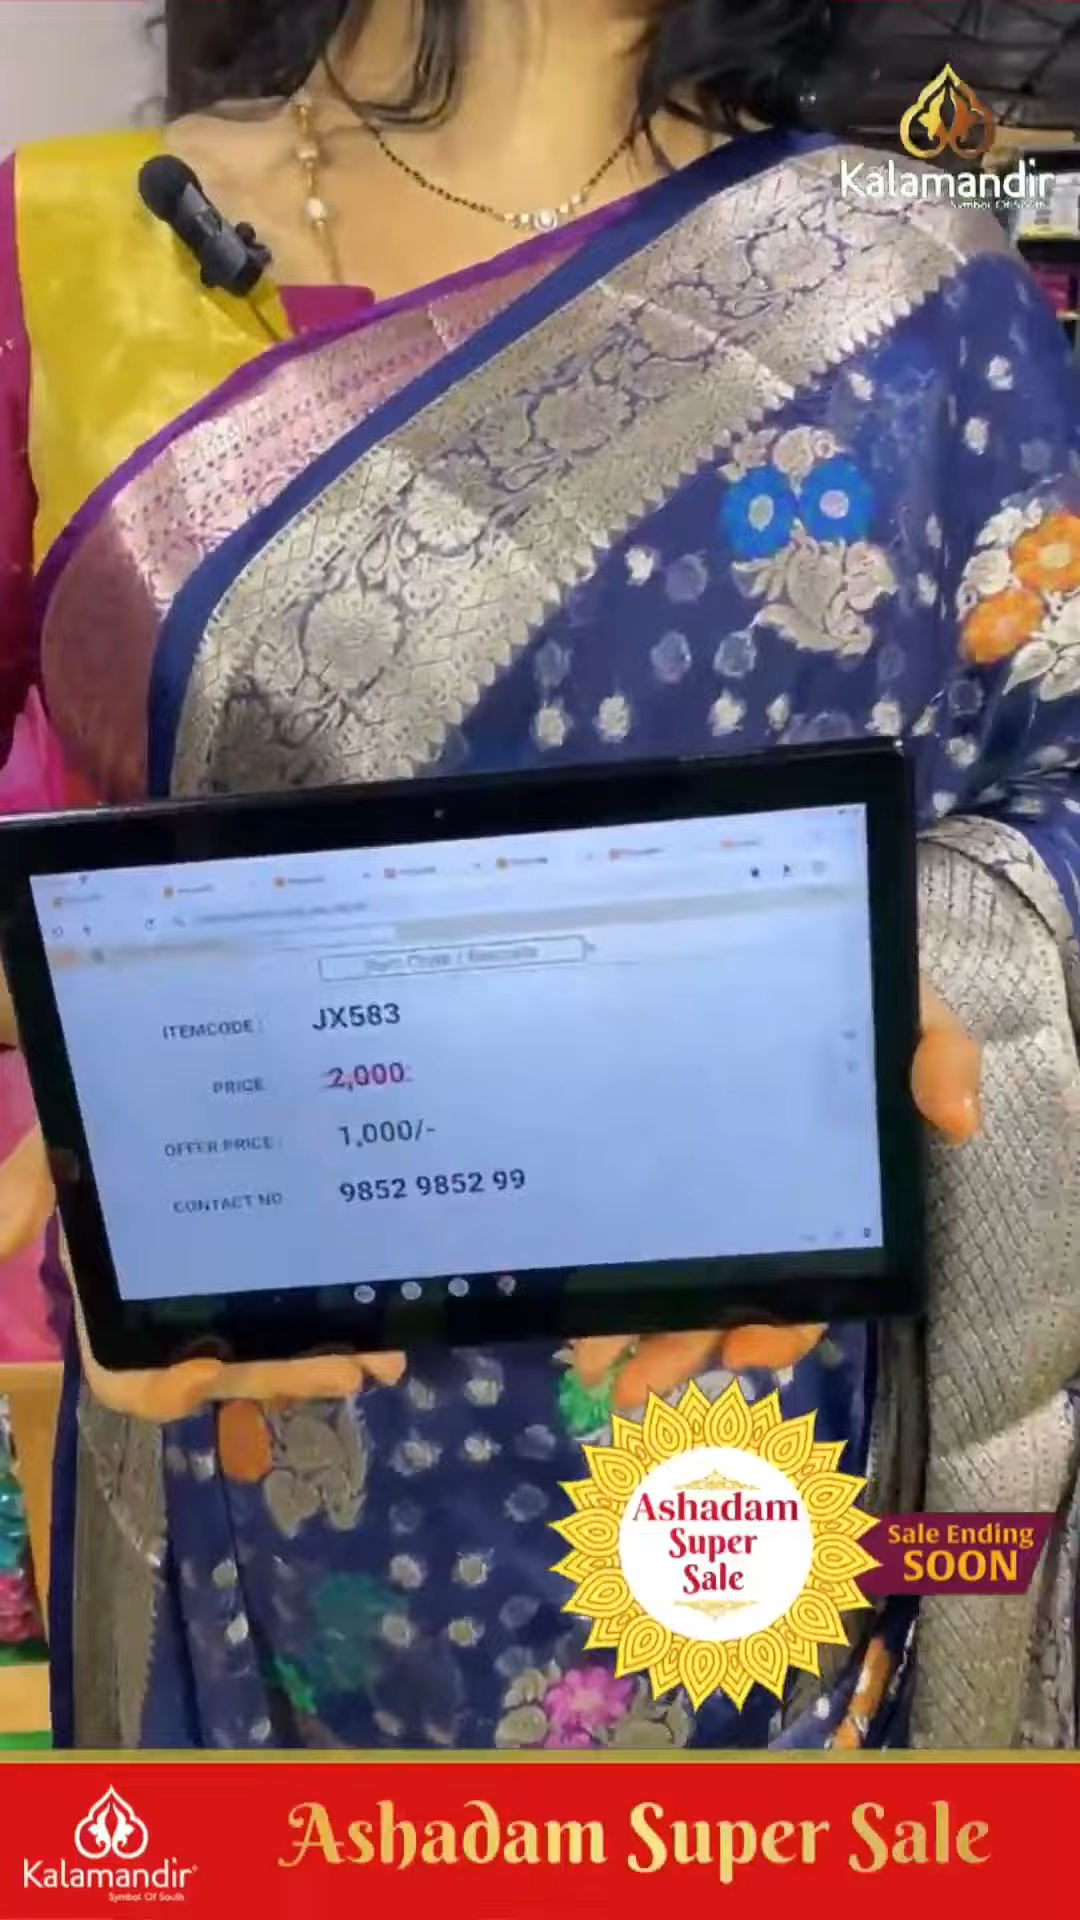 Kalamandir
Symbol Of South
ITEMCODE : JX583
PRICE 2,000
OFFER PRICE : 1,000/-
CONTACT NO 9852 9852 99
Ashadam
Super
Sale
Sale Ending
SOON
Kalamandir
Symbol Of South
Ashadam Super Sale